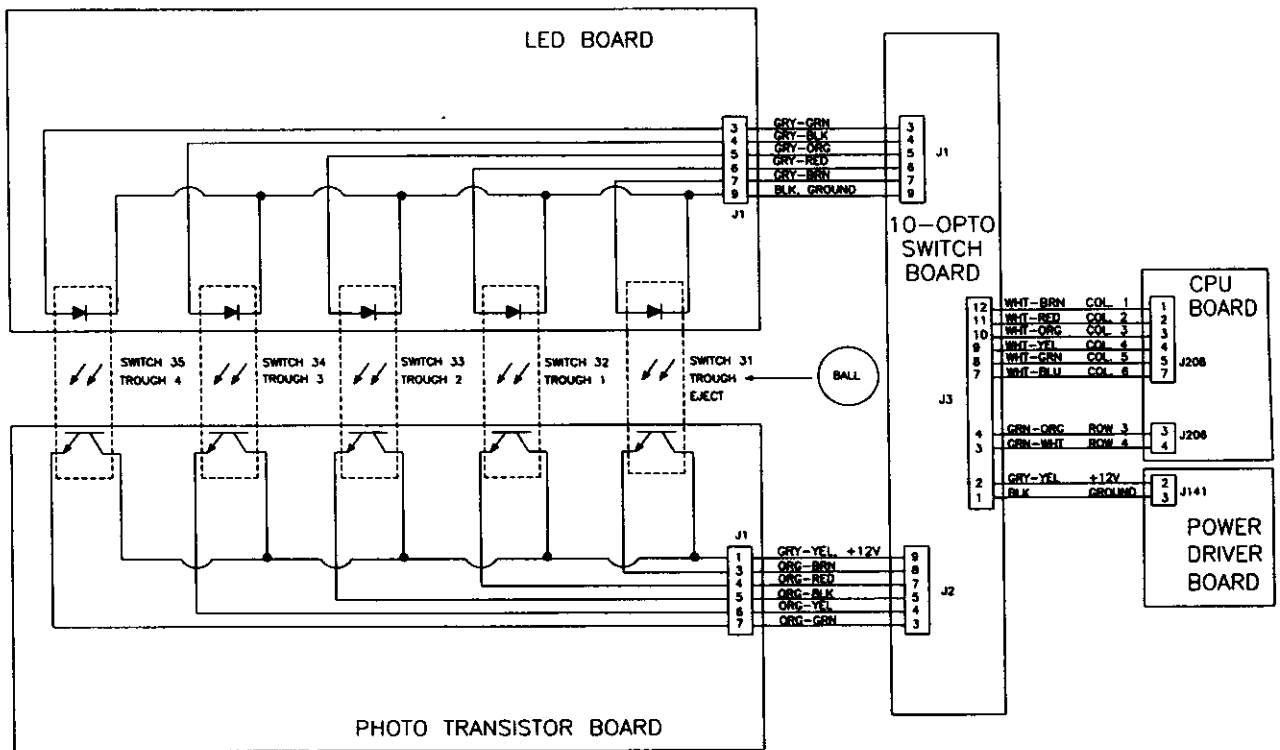 LED BOARD
3 GRY-GRN 3
4 GRY-BLK 4
5 GRY-ORG 5
6 GRY-RED 6
7 GRY-BRN 7
9 BLK. GROUND 9
J1
J1
10-OPTO
SWITCH
BOARD
SWITCH 35
TROUGH 4
SWITCH 34
TROUGH 3
SWITCH 33
TROUGH 2
SWITCH 32
TROUGH 1
SWITCH 31
TROUGH
EJECT
BALL
CPU
BOARD
12 WHT-BRN COL. 1 1
11 WHT-RED COL. 2 2
10 WHT-ORG COL. 3 3
9 WHT-YEL COL. 4 4
8 WHT-GRN COL. 5 5
7 WHT-BLU COL. 6 7
J206
J3
4 GRN-ORG ROW 3 3
3 GRN-WHT ROW 4 4
J208
2 GRY-YEL +12V 2
1 BLK GROUND 3
J141
POWER
DRIVER
BOARD
J1
1 GRY-YEL, +12V 9
3 ORG-BRN 8
4 ORG-RED 7
5 ORG-BLK 5
6 ORG-YEL 4
7 ORG-GRN 3
J2
PHOTO TRANSISTOR BOARD